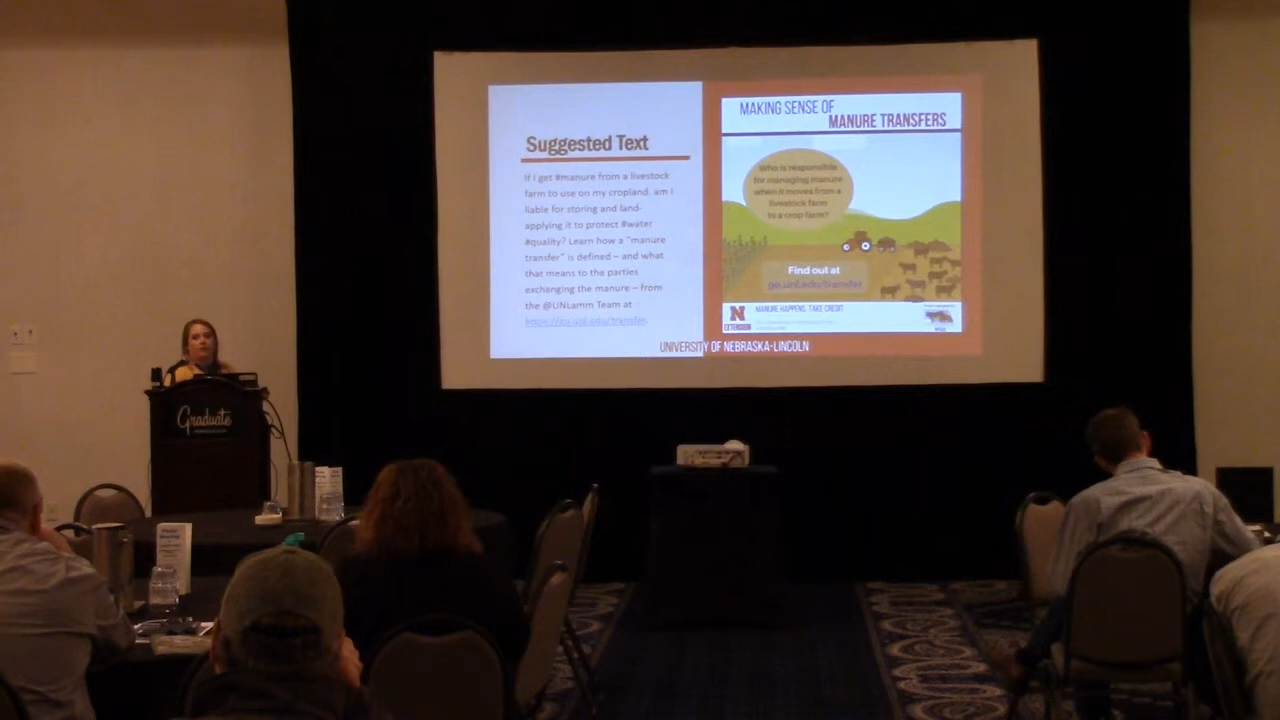 Suggested Text
If I get #manure from a livestock
farm to use on my cropland, am I
liable for storing and land-
applying it to protect #water
#quality? Learn how a "manure
transfer" is defined – and what
that means to the parties
exchanging the manure – from
the @UNLamm Team at
https://go.unl.edu/transfer.
MAKING SENSE OF
MANURE TRANSFERS
Who is responsible
for managing manure
when it moves from a
livestock farm
to a crop farm?
Find out at
go.unl.edu/transfer
N
EXTENSION
MANURE HAPPENS. TAKE CREDIT
UNIVERSITY OF NEBRASKA-LINCOLN
Graduate